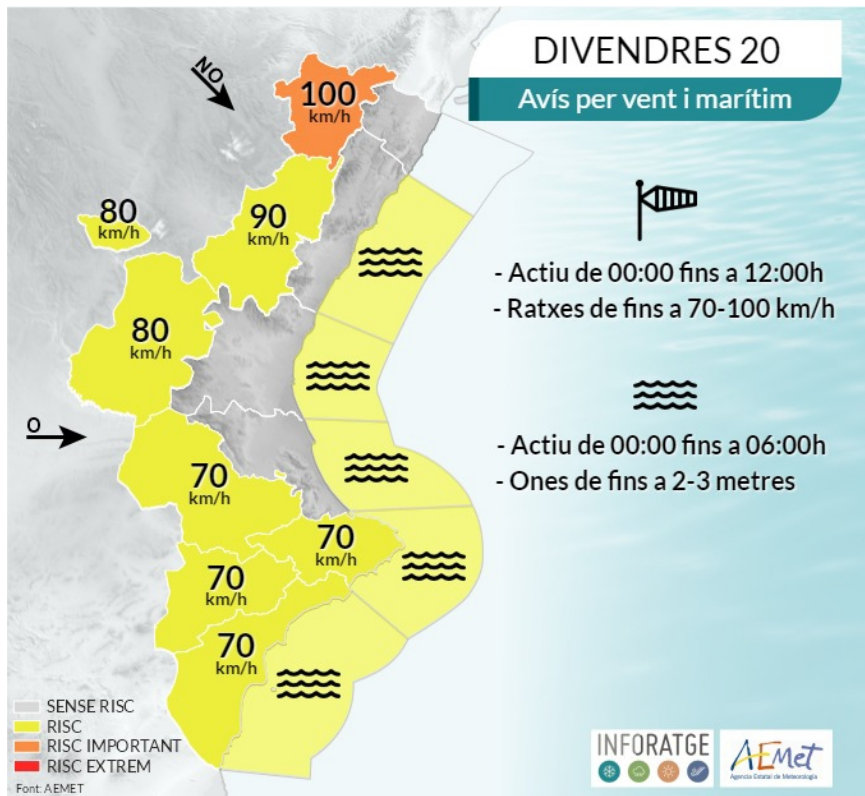 DIVENDRES 20
Avís per vent i marítim
NO
100
km/h
80
km/h
90
km/h
80
km/h
O
70
km/h
70
km/h
70
km/h
70
km/h
- Actiu de 00:00 fins a 12:00h
- Ratxes de fins a 70-100 km/h
- Actiu de 00:00 fins a 06:00h
- Ones de fins a 2-3 metres
SENSE RISC
RISC
RISC IMPORTANT
RISC EXTREM
Font: AEMET
INFORATGE
AEMet
Agencia Estatal de Meteorología